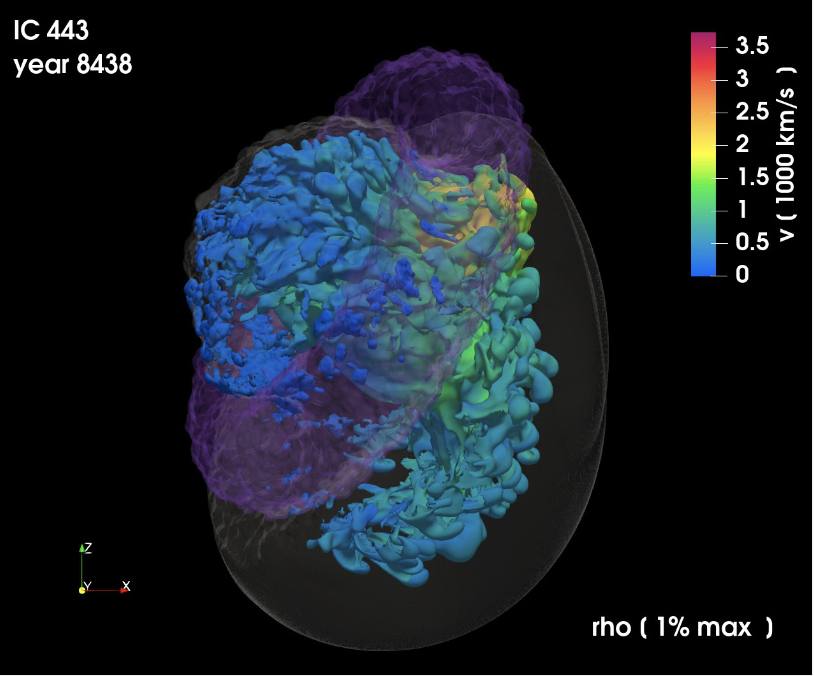 IC 443
year 8438
3.5
3
2.5
2
1.5
1
0.5
0
v ( 1000 km/s )
Z
Y
X
rho ( 1% max )